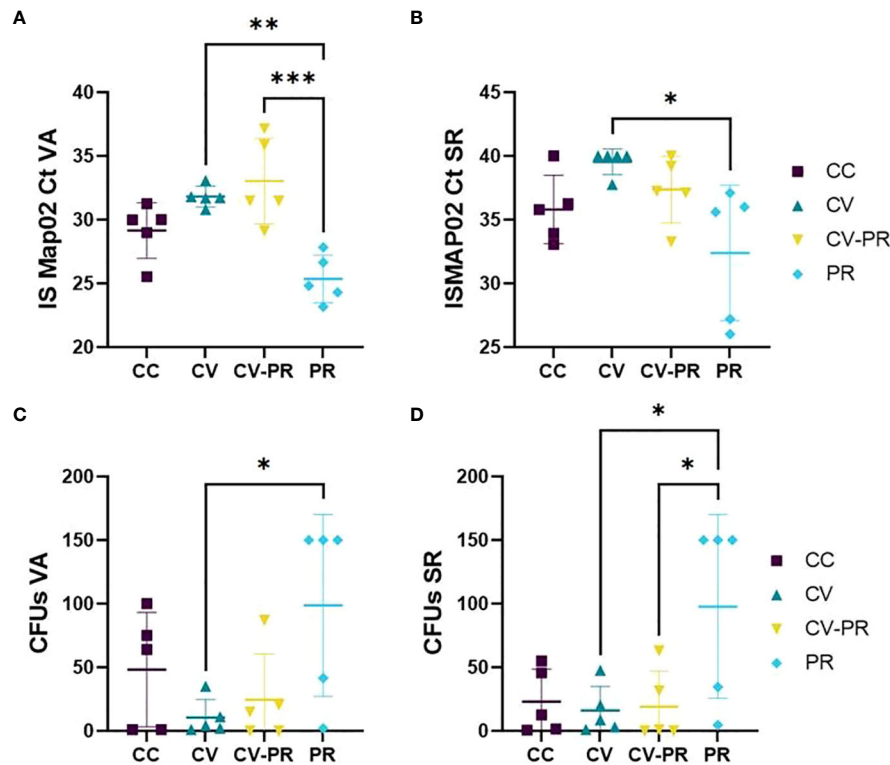 A
B
**
***
*
IS Map02 Ct VA
40
35
30
25
20
CC
CV
CV-PR
PR
ISMAP02 Ct SR
45
40
35
30
25
CC
CV
CV-PR
PR
CC
CV
CV-PR
PR
C
D
*
*
*
CFUs VA
200
150
100
50
0
CC
CV
CV-PR
PR
CFUs SR
200
150
100
50
0
CC
CV
CV-PR
PR
CC
CV
CV-PR
PR